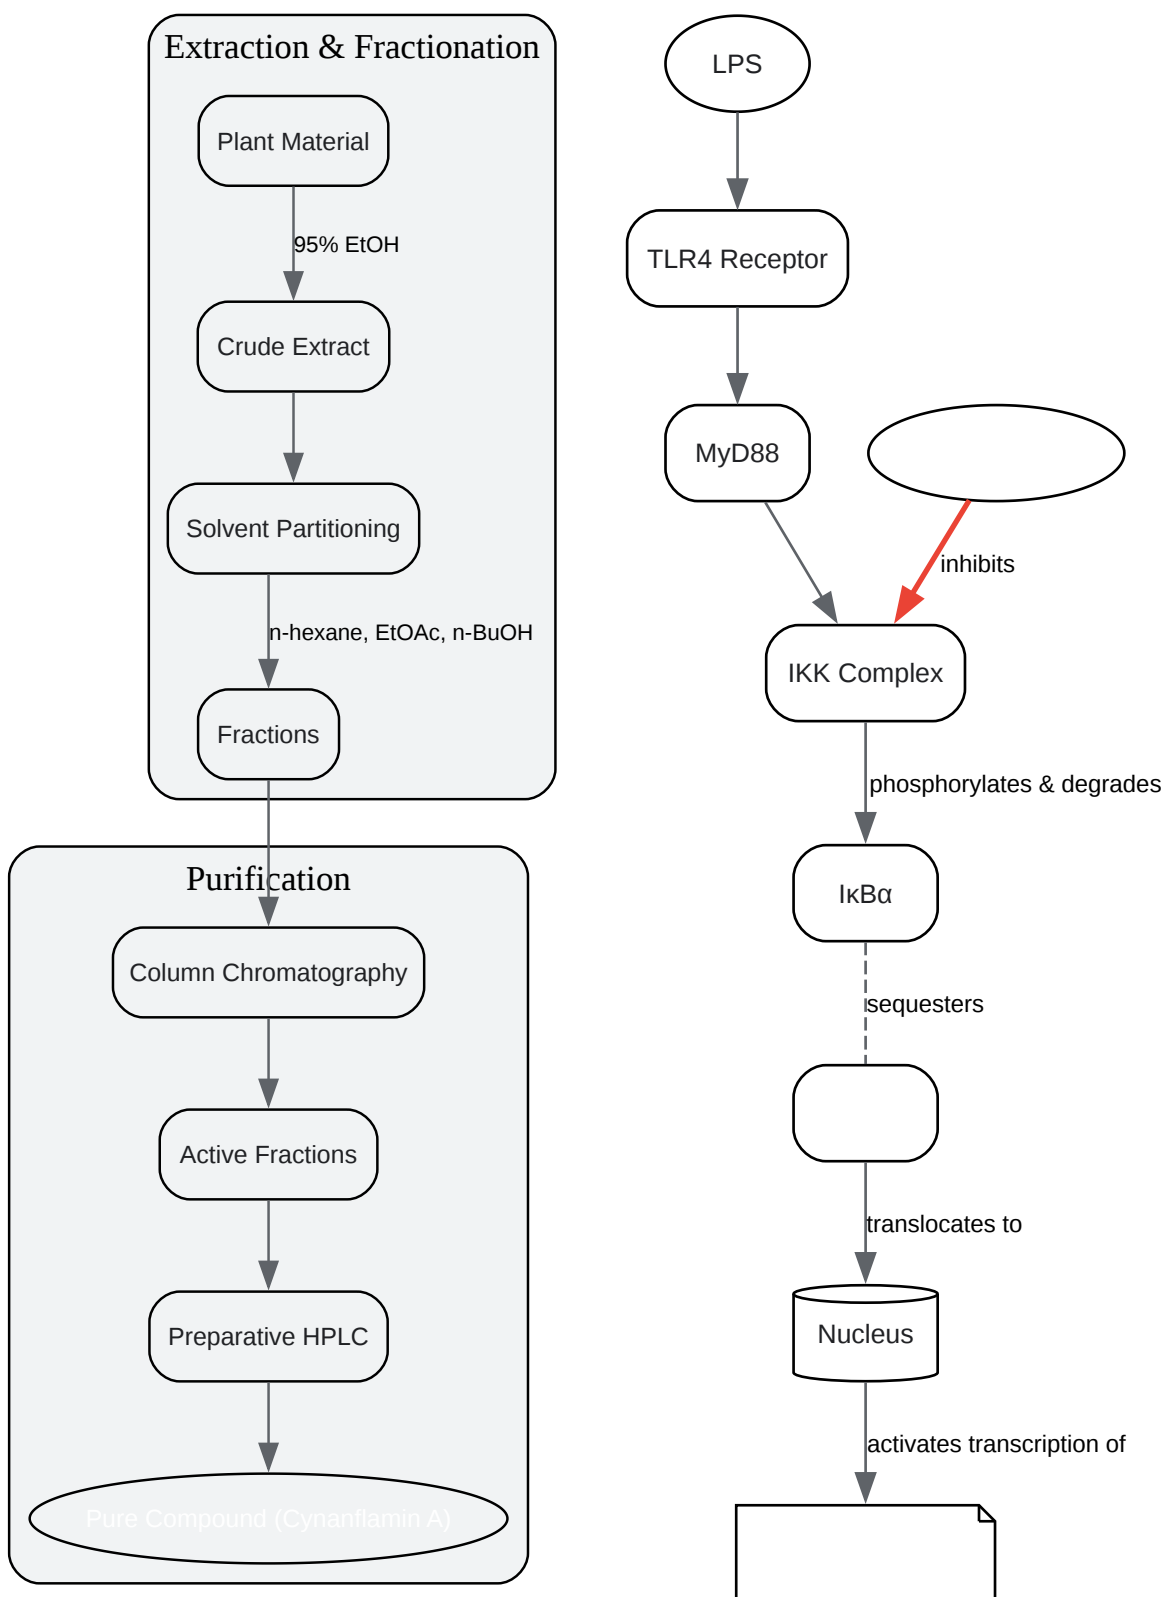 Extraction & Fractionation
Plant Material
95% EtOH
Crude Extract
Solvent Partitioning
n-hexane, EtOAc, n-BuOH
Fractions
Purification
Column Chromatography
Active Fractions
Preparative HPLC
Pure Compound (Cynanflamin A)
LPS
TLR4 Receptor
MyD88
inhibits
IKK Complex
phosphorylates & degrades
IκBα
sequesters
translocates to
Nucleus
activates transcription of